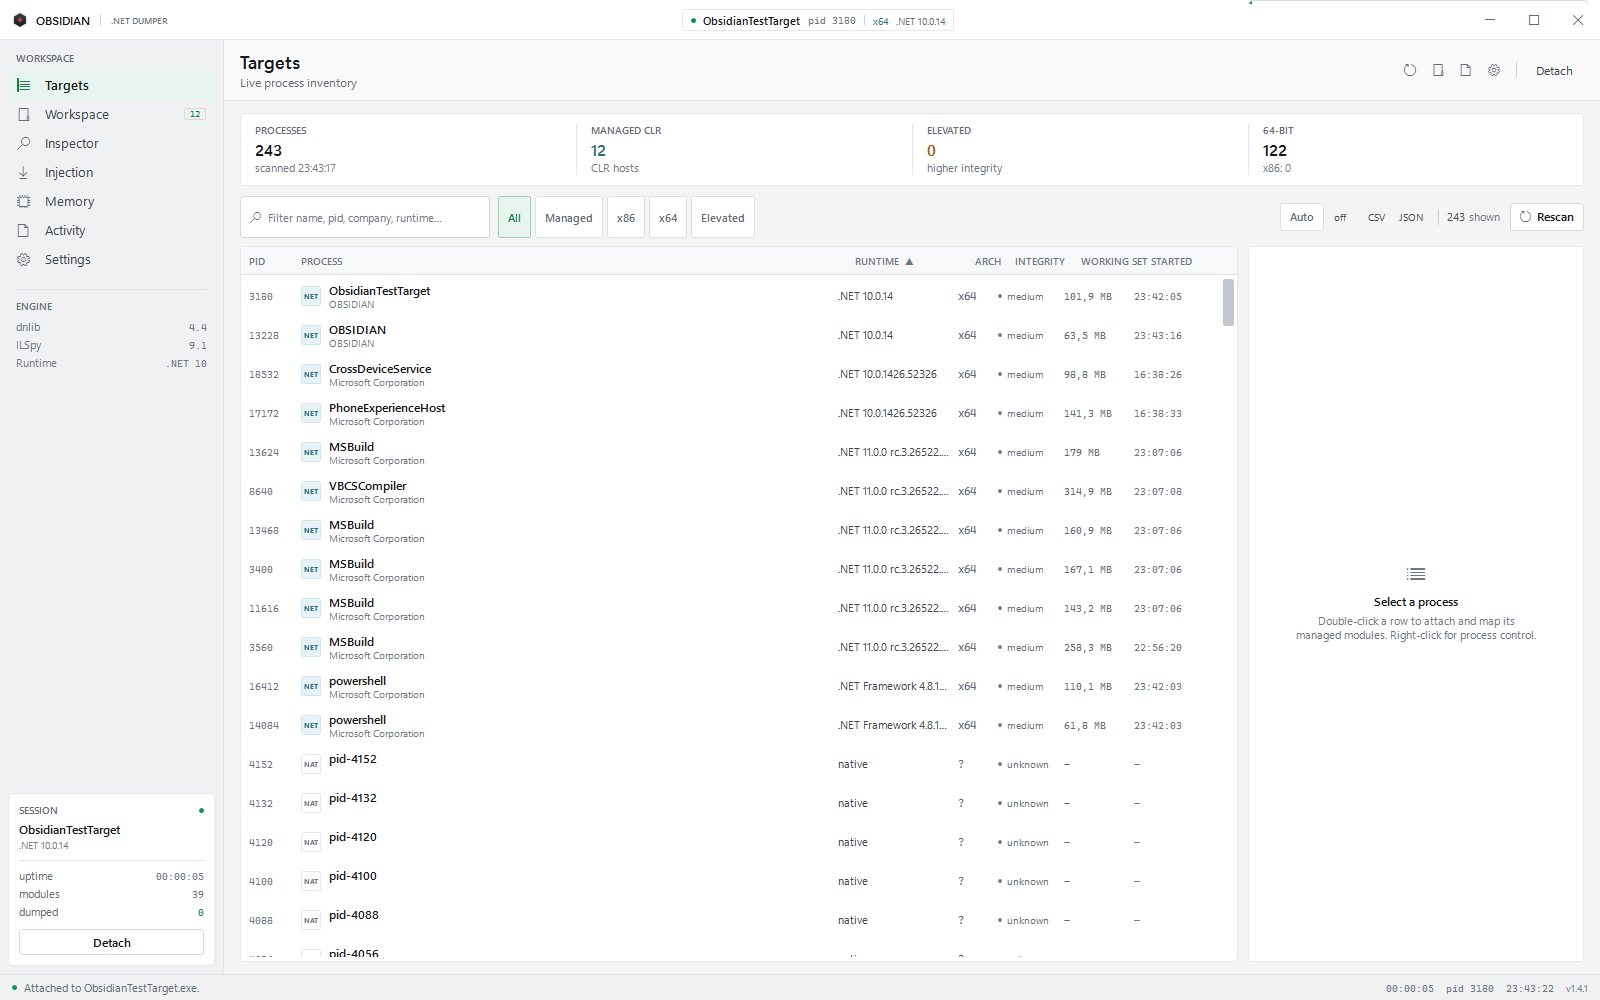 OBSIDIAN .NET DUMPER
ObsidianTestTarget pid 3180 x64 .NET 10.0.14
WORKSPACE
Targets
Workspace 12
Inspector
Injection
Memory
Activity
Settings
ENGINE
dnlib 4.4
ILSpy 9.1
Runtime .NET 10
SESSION
ObsidianTestTarget
.NET 10.0.14
uptime 00:00:05
modules 39
dumped 0
Detach
Targets
Live process inventory
Detach
PROCESSES
243
scanned 23:43:17
MANAGED CLR
12
CLR hosts
ELEVATED
0
higher integrity
64-BIT
122
x86: 0
Filter name, pid, company, runtime...
All Managed x86 x64 Elevated
Auto off CSV JSON 243 shown Rescan
PID PROCESS RUNTIME ▲ ARCH INTEGRITY WORKING SET STARTED
3180 NET ObsidianTestTarget .NET 10.0.14 x64 • medium 101,9 MB 23:42:05
OBSIDIAN
13228 NET OBSIDIAN .NET 10.0.14 x64 • medium 63,5 MB 23:43:16
OBSIDIAN
18532 NET CrossDeviceService .NET 10.0.1426.52326 x64 • medium 98,8 MB 16:38:26
Microsoft Corporation
17172 NET PhoneExperienceHost .NET 10.0.1426.52326 x64 • medium 141,3 MB 16:38:33
Microsoft Corporation
13624 NET MSBuild .NET 11.0.0 rc.3.26522.... x64 • medium 179 MB 23:07:06
Microsoft Corporation
8640 NET VBCSCompiler .NET 11.0.0 rc.3.26522.... x64 • medium 314,9 MB 23:07:08
Microsoft Corporation
13468 NET MSBuild .NET 11.0.0 rc.3.26522.... x64 • medium 160,9 MB 23:07:06
Microsoft Corporation
3400 NET MSBuild .NET 11.0.0 rc.3.26522.... x64 • medium 167,1 MB 23:07:06
Microsoft Corporation
11616 NET MSBuild .NET 11.0.0 rc.3.26522.... x64 • medium 143,2 MB 23:07:06
Microsoft Corporation
3560 NET MSBuild .NET 11.0.0 rc.3.26522.... x64 • medium 258,3 MB 22:56:20
Microsoft Corporation
16412 NET powershell .NET Framework 4.8.1... x64 • medium 110,1 MB 23:42:03
Microsoft Corporation
14084 NET powershell .NET Framework 4.8.1... x64 • medium 61,8 MB 23:42:03
Microsoft Corporation
4152 NAT pid-4152 native ? • unknown — —
4132 NAT pid-4132 native ? • unknown — —
4120 NAT pid-4120 native ? • unknown — —
4100 NAT pid-4100 native ? • unknown — —
4088 NAT pid-4088 native ? • unknown — —
pid-4056
Select a process
Double-click a row to attach and map its
managed modules. Right-click for process control.
Attached to ObsidianTestTarget.exe.
00:00:05 pid 3180 23:43:22 v1.4.1